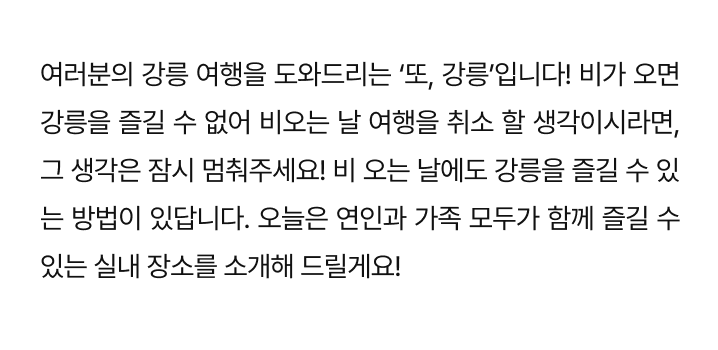 여러분의 강릉 여행을 도와드리는 ‘또, 강릉’입니다! 비가 오면
강릉을 즐길 수 없어 비오는 날 여행을 취소 할 생각이시라면,
그 생각은 잠시 멈춰주세요! 비 오는 날에도 강릉을 즐길 수 있
는 방법이 있답니다. 오늘은 연인과 가족 모두가 함께 즐길 수
있는 실내 장소를 소개해 드릴게요!